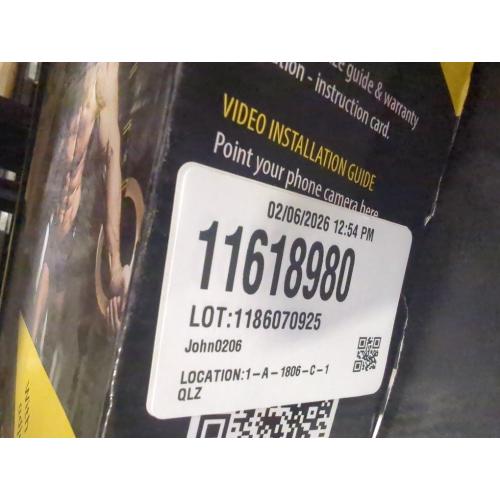 guide & warranty
- instruction card.
VIDEO INSTALLATION GUIDE
Point your phone camera here
02/06/2026 12:54 PM
11618980
LOT:1186070925
John0206
LOCATION:1-A-1806-C-1
QLZ